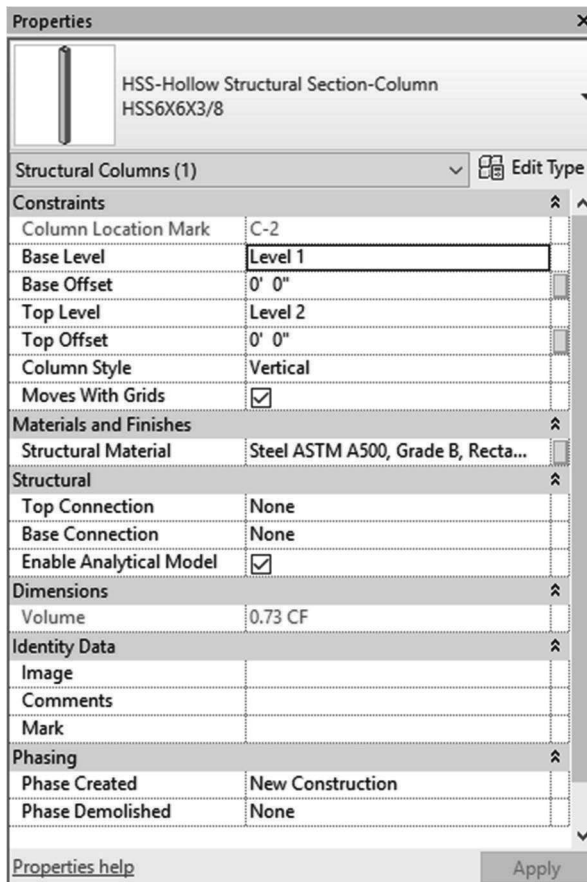 Properties
HSS-Hollow Structural Section-Column
HSS6X6X3/8
Structural Columns (1) Edit Type
Constraints
Column Location Mark C-2
Base Level Level 1
Base Offset 0' 0"
Top Level Level 2
Top Offset 0' 0"
Column Style Vertical
Moves With Grids
Materials and Finishes
Structural Material Steel ASTM A500, Grade B, Recta...
Structural
Top Connection None
Base Connection None
Enable Analytical Model
Dimensions
Volume 0.73 CF
Identity Data
Image
Comments
Mark
Phasing
Phase Created New Construction
Phase Demolished None
Properties help Apply